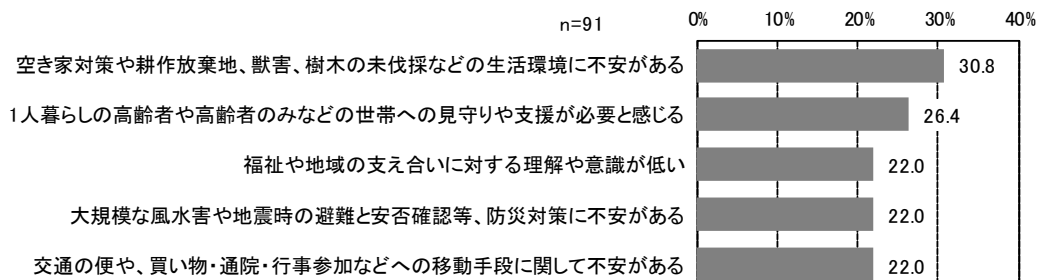 n=91
0% 10% 20% 30% 40%
空き家対策や耕作放棄地、獣害、樹木の未伐採などの生活環境に不安がある 30.8
1人暮らしの高齢者や高齢者のみなどの世帯への見守りや支援が必要と感じる 26.4
福祉や地域の支え合いに対する理解や意識が低い 22.0
大規模な風水害や地震時の避難と安否確認等、防災対策に不安がある 22.0
交通の便や、買い物・通院・行事参加などへの移動手段に関して不安がある 22.0